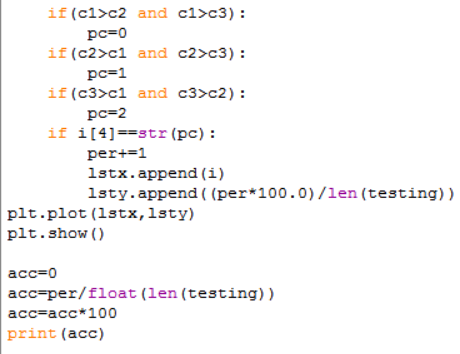 if(c1>c2 and c1>c3):
pc=0
if(c2>c1 and c2>c3):
pc=1
if(c3>c1 and c3>c2):
pc=2
if i[4]==str(pc):
per+=1
lstx.append(i)
lsty.append((per*100.0)/len(testing))
plt.plot(lstx,lsty)
plt.show()
acc=0
acc=per/float(len(testing))
acc=acc*100
print(acc)